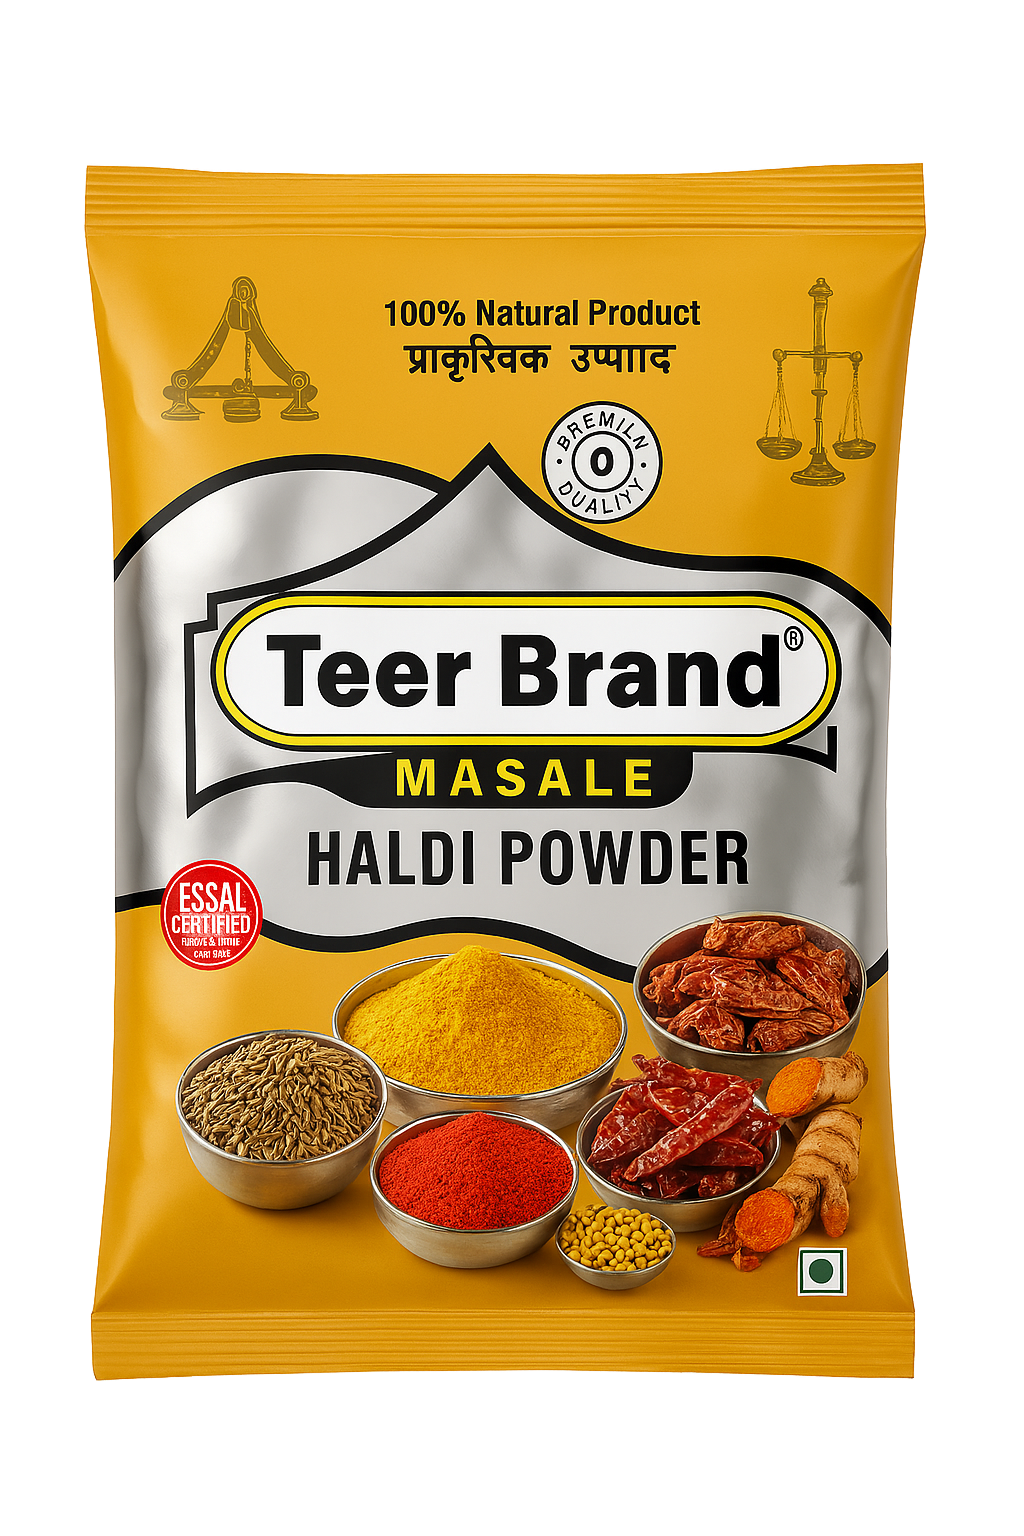 100% Natural Product
प्राकृरिवक उप्पााद
BREMILN
0
DUALIYY
Teer Brand®
MASALE
HALDI POWDER
ESSAL
CERTIFIED